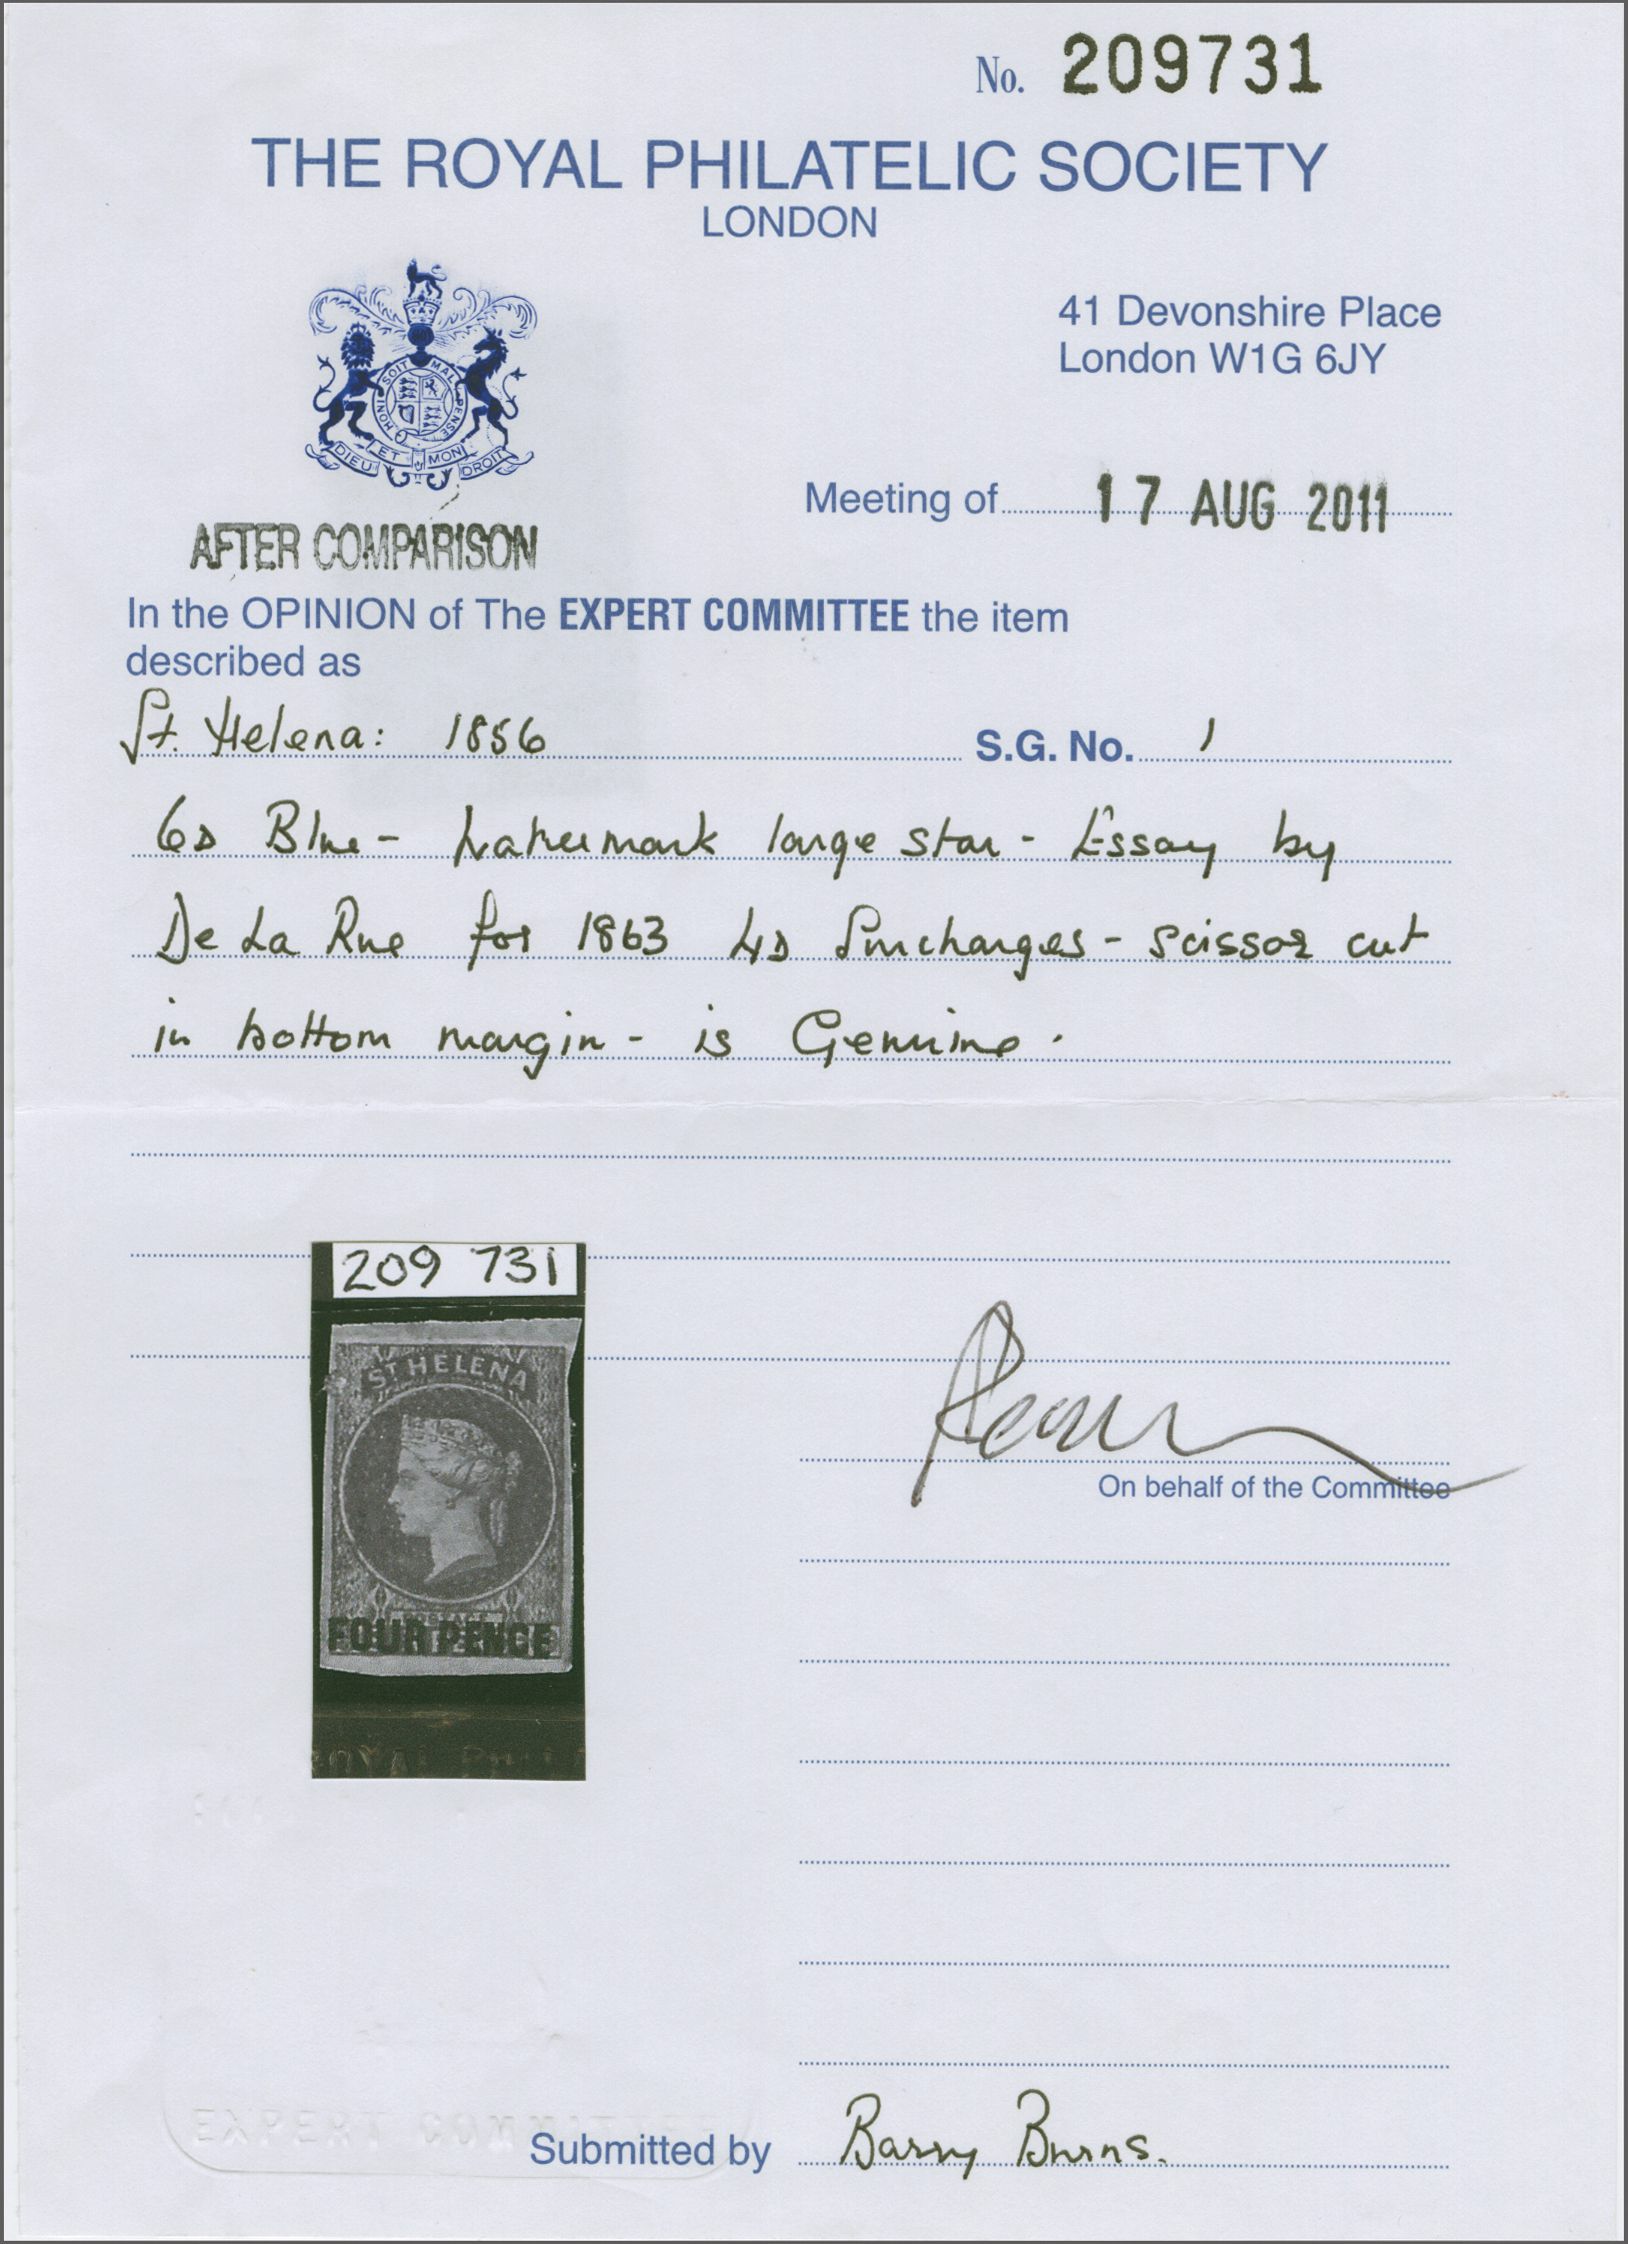 No. 209731
THE ROYAL PHILATELIC SOCIETY
LONDON
HONI SOIT QUI MAL Y PENSE
DIEU ET MON DROIT
41 Devonshire Place
London W1G 6JY
Meeting of 17 AUG 2011
AFTER COMPARISON
In the OPINION of The EXPERT COMMITTEE the item
described as
St. Helena: 1856 S.G. No. 1
6D Blue - Watermark large star - Essay by
De La Rue for 1863 4D Surcharges - scissor cut
in bottom margin - is Genuine.
209 731
ST HELENA
POSTAGE
FOUR PENCE
ROYAL PHIL
On behalf of the Committee
EXPERT COMMITTEE
Submitted by Barry Burns.